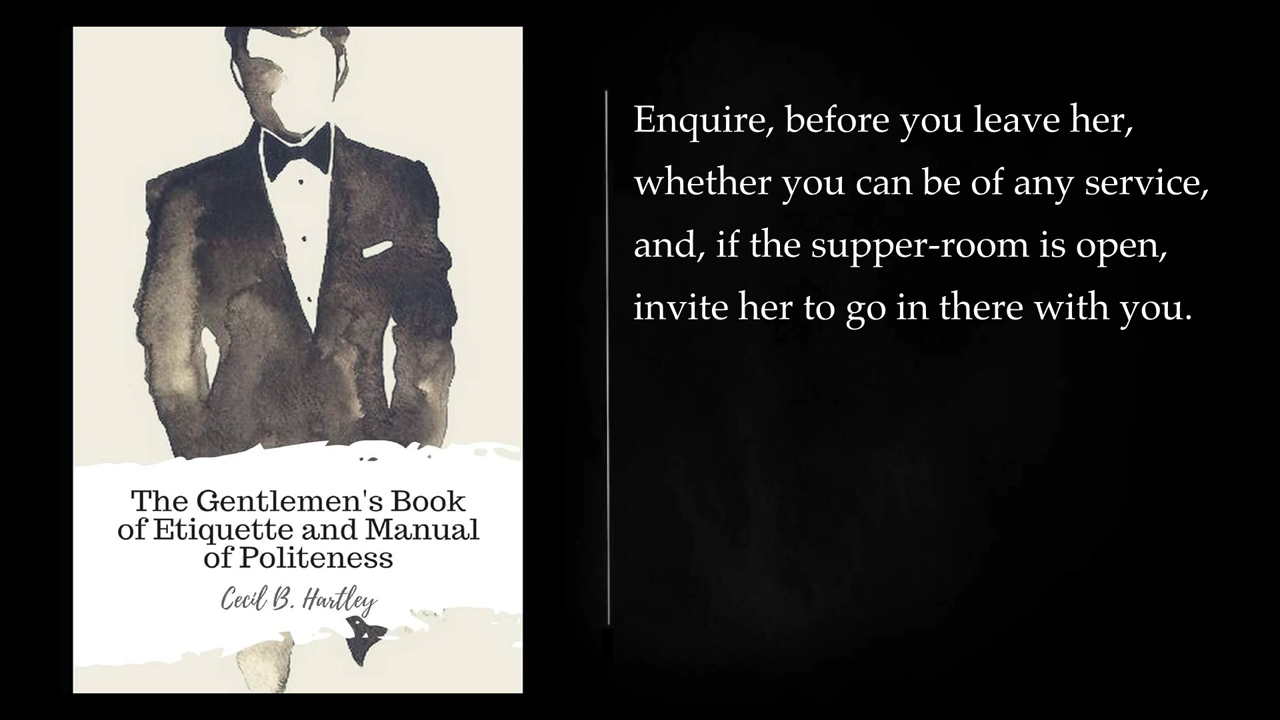 The Gentlemen's Book
of Etiquette and Manual
of Politeness
Cecil B. Hartley
Enquire, before you leave her,
whether you can be of any service,
and, if the supper-room is open,
invite her to go in there with you.